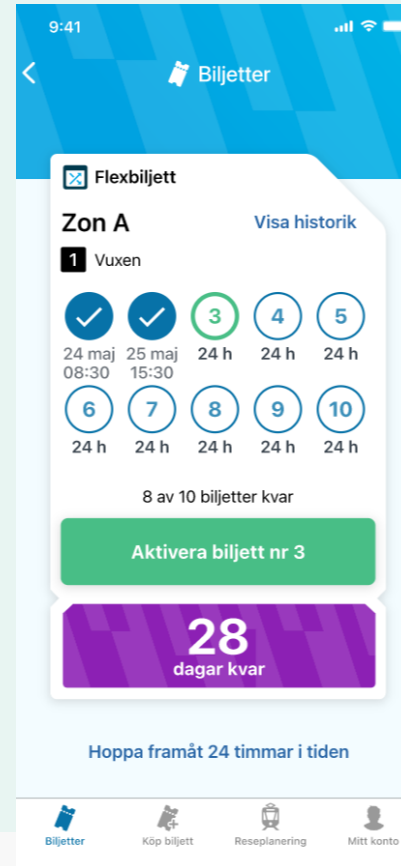 9:41
Biljetter
Flexbiljett
Zon A Visa historik
1 Vuxen
3 4 5
24 maj 25 maj 24 h 24 h 24 h
08:30 15:30
6 7 8 9 10
24 h 24 h 24 h 24 h 24 h
8 av 10 biljetter kvar
Aktivera biljett nr 3
28
dagar kvar
Hoppa framåt 24 timmar i tiden
Biljetter Köp biljett Reseplanering Mitt konto